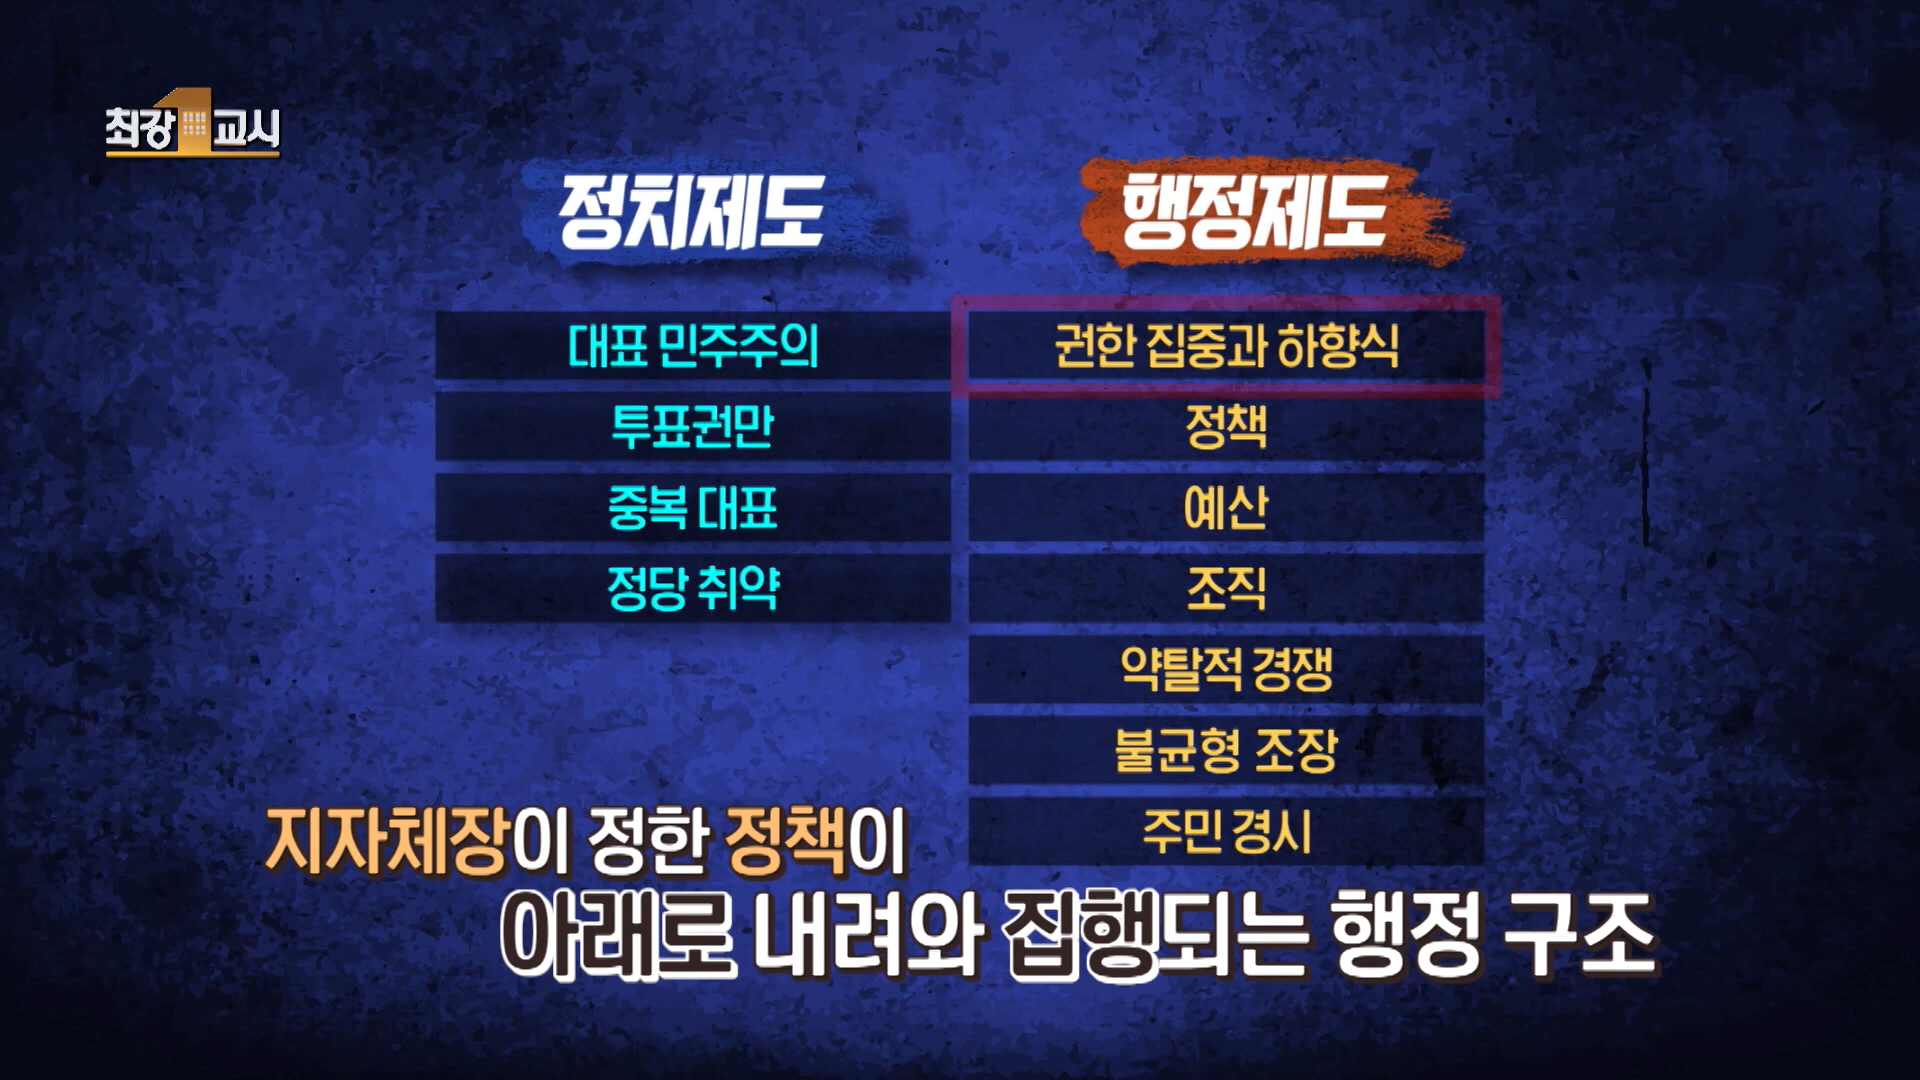 최강1교시
정치제도
대표 민주주의
투표권만
중복 대표
정당 취약
행정제도
권한 집중과 하향식
정책
예산
조직
약탈적 경쟁
불균형 조장
주민 경시
지자체장이 정한 정책이
아래로 내려와 집행되는 행정 구조